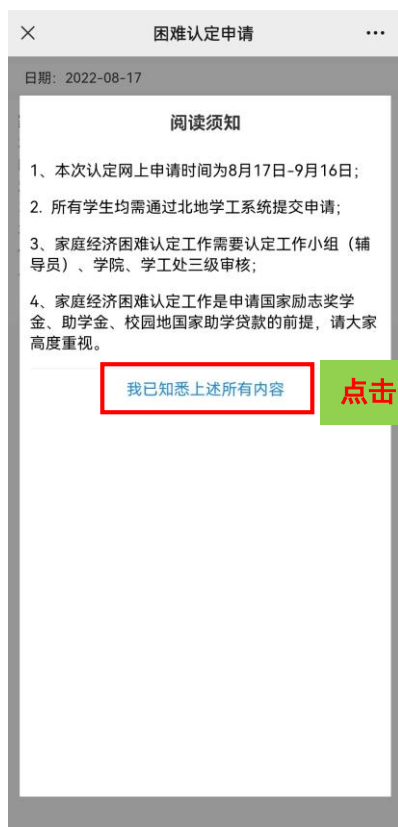 困难认定申请
日期：2022-08-17
阅读须知
1、本次认定网上申请时间为8月17日-9月16日；
2. 所有学生均需通过北地学工系统提交申请；
3、家庭经济困难认定工作需要认定工作小组（辅
导员）、学院、学工处三级审核；
4、家庭经济困难认定工作是申请国家励志奖学
金、助学金、校园地国家助学贷款的前提，请大家
高度重视。
我已知悉上述所有内容
点击